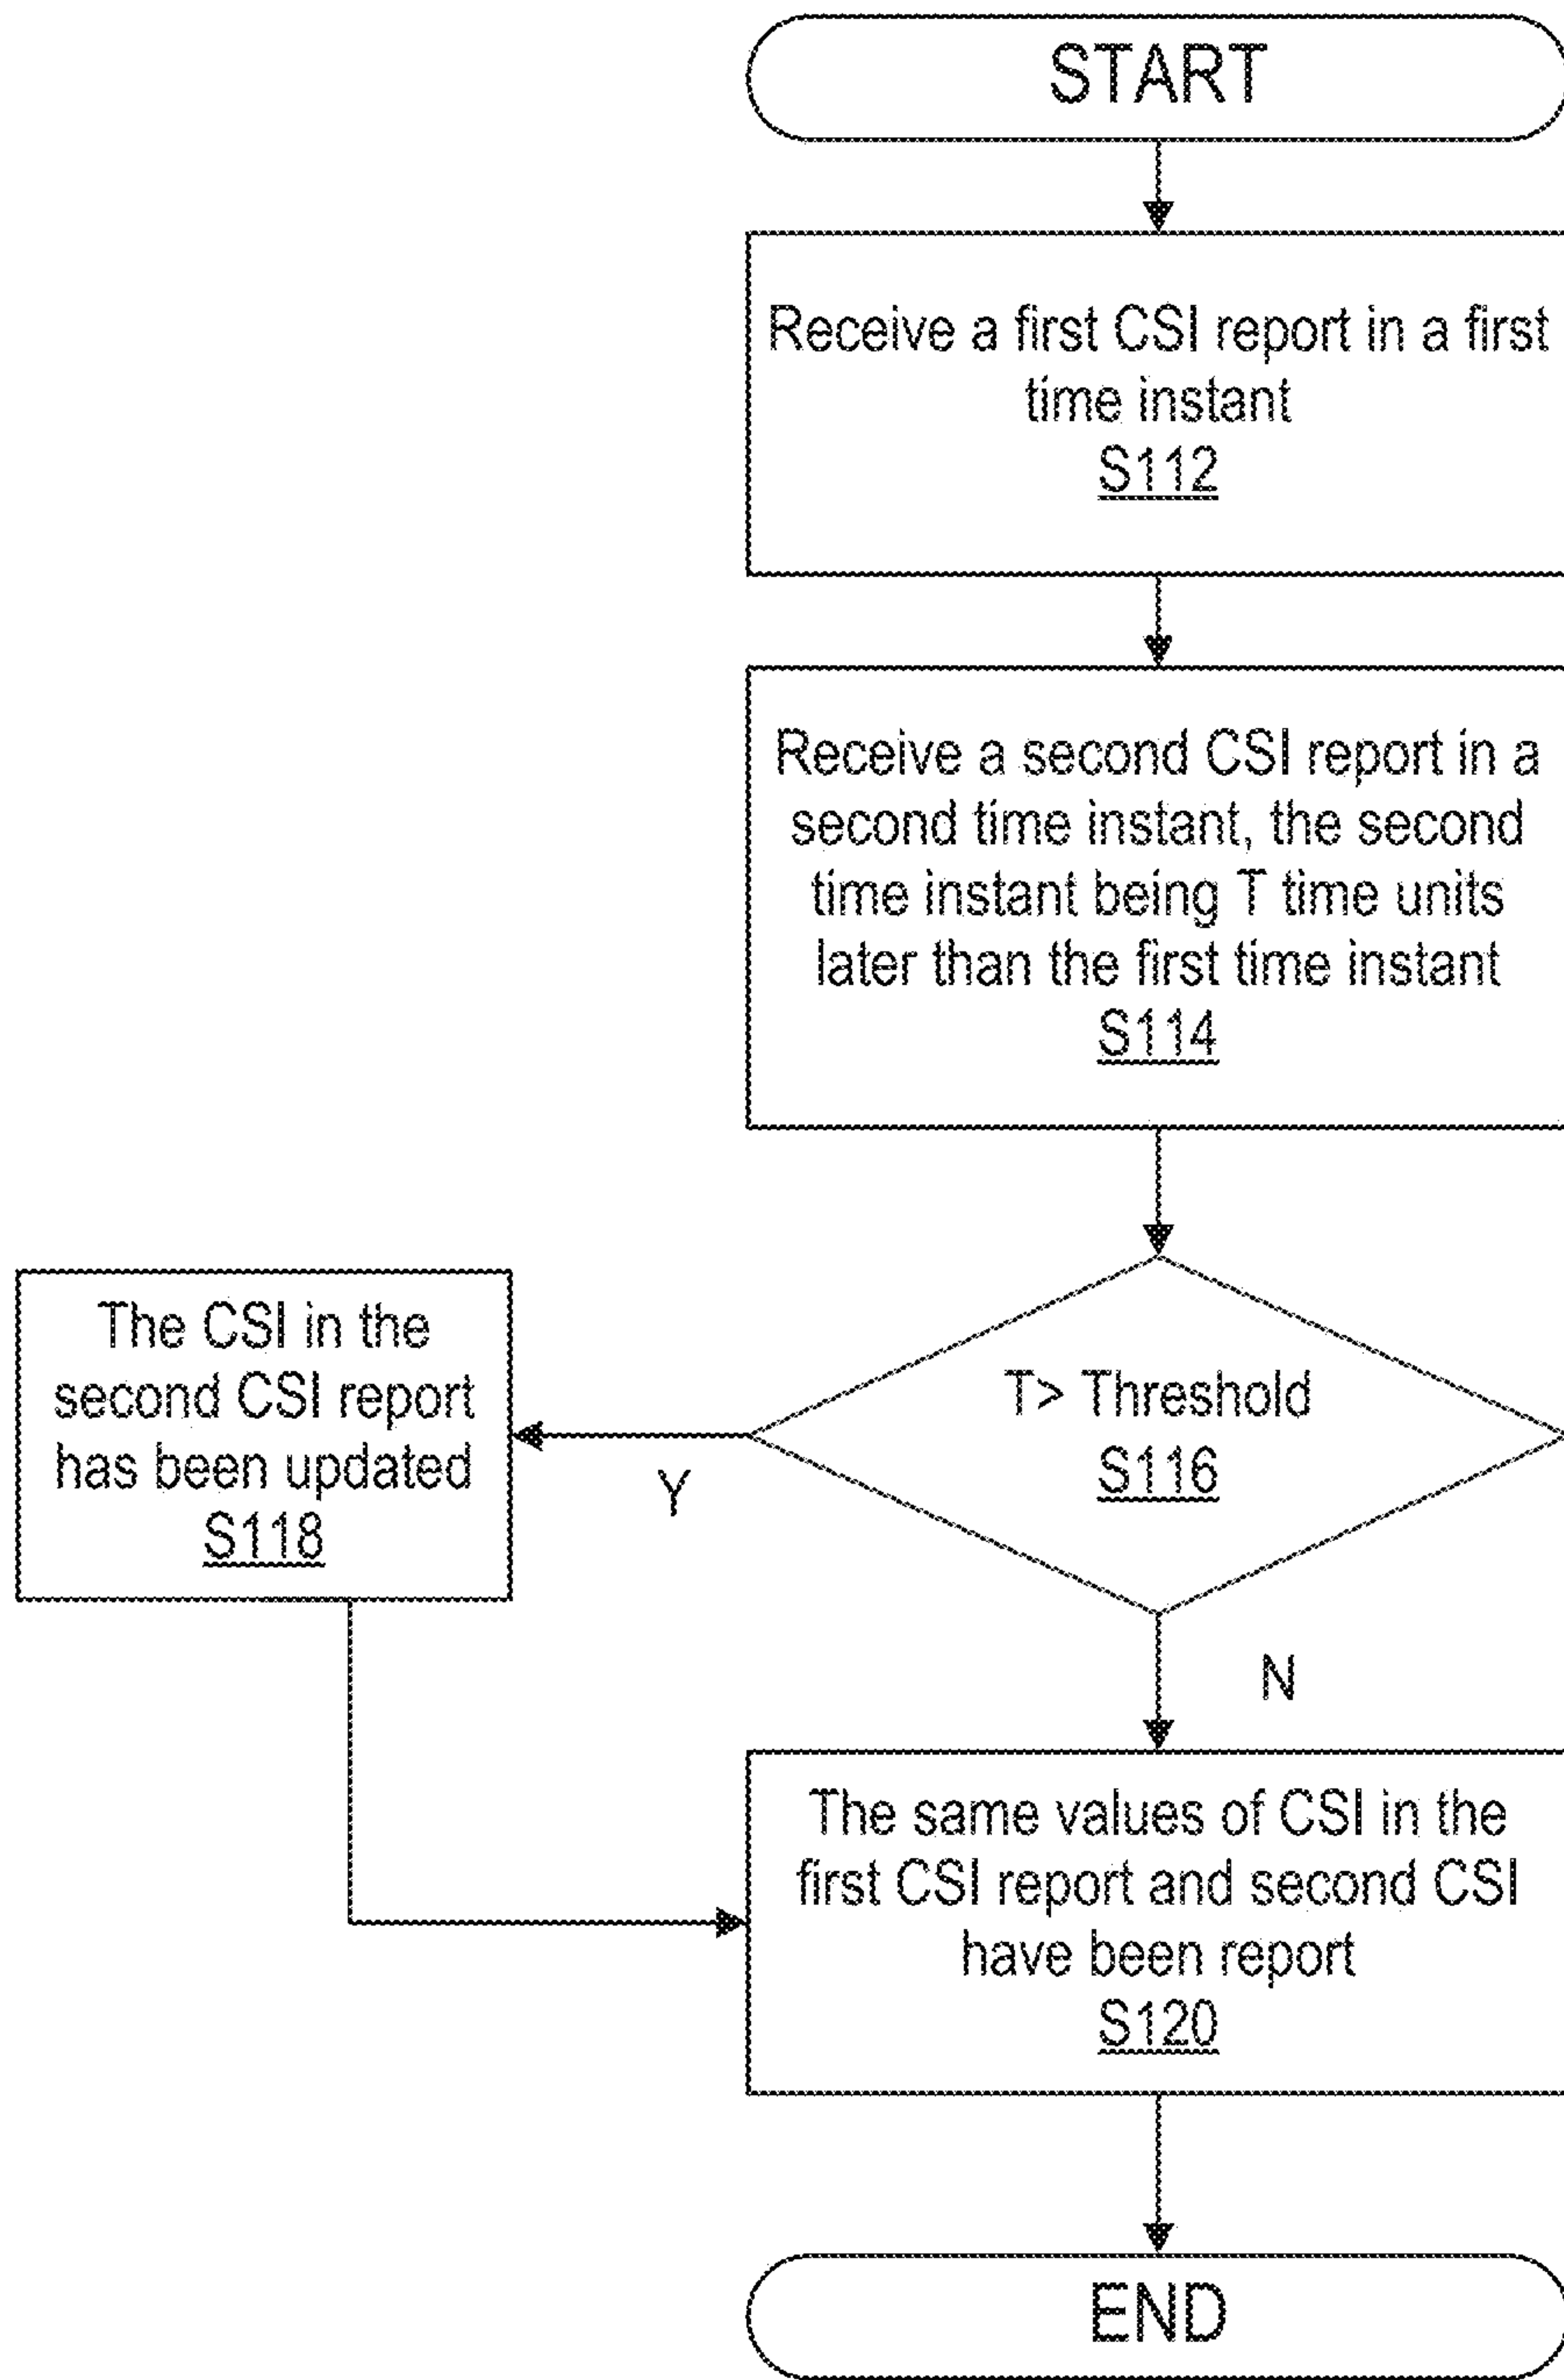 START
Receive a first CSI report in a first
time instant
S112
Receive a second CSI report in a
second time instant, the second
time instant being T time units
later than the first time instant
S114
T> Threshold
S116
Y
The CSI in the
second CSI report
has been updated
S118
N
The same values of CSI in the
first CSI report and second CSI
have been report
S120
END